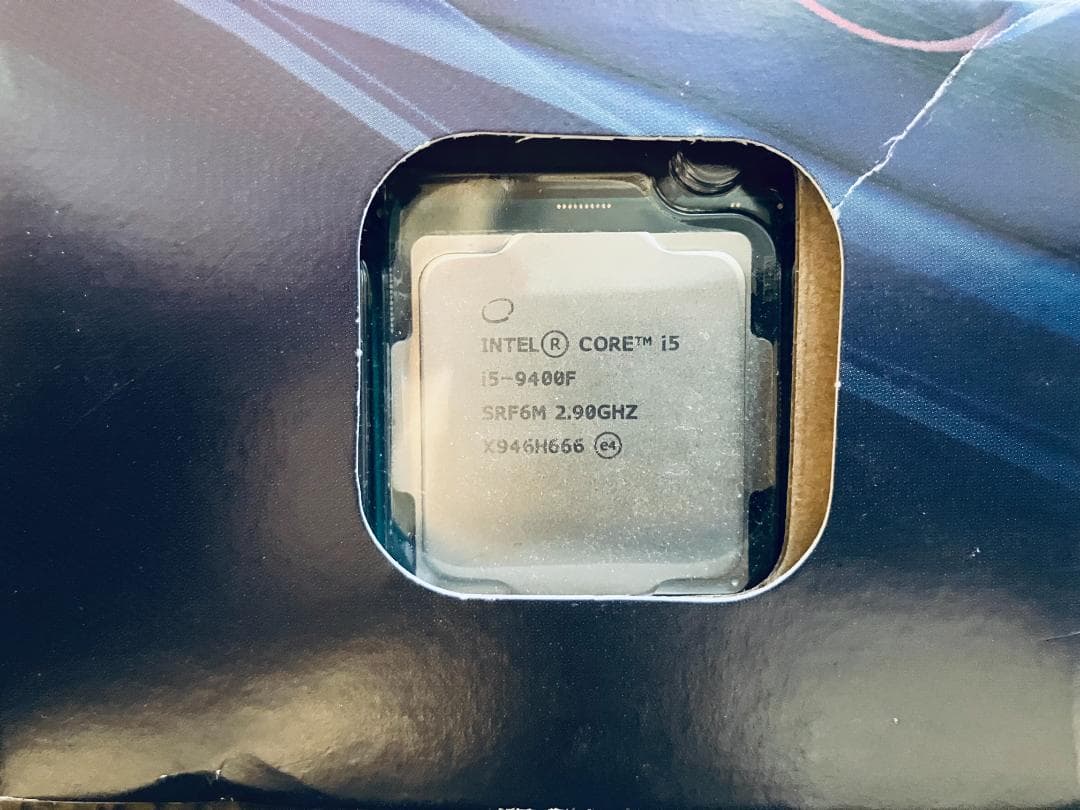 INTEL® CORE™ i5
i5-9400F
SRF6M 2.90GHZ
X946H666 e4